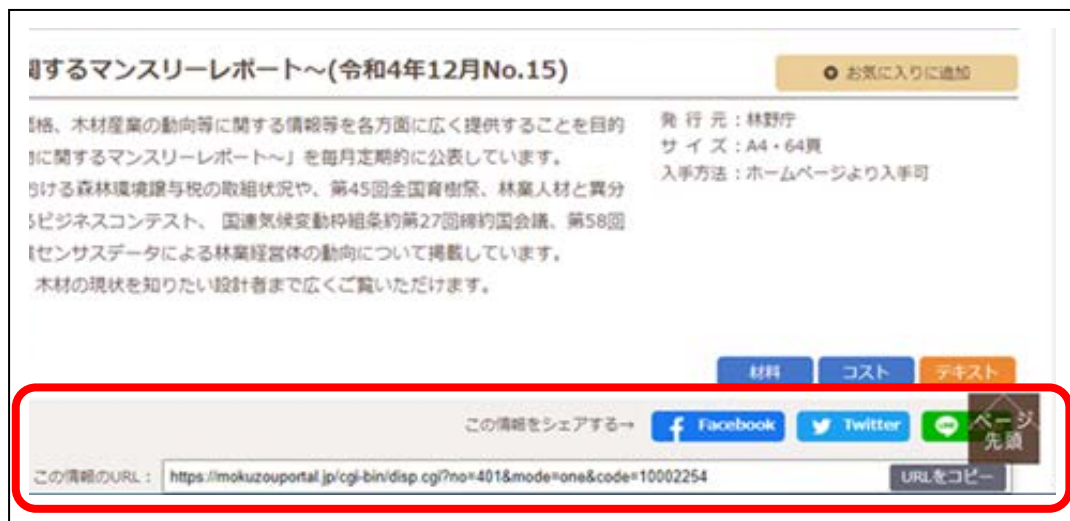 関するマンスリーレポート～(令和4年12月No.15)
お気に入りに追加
価格、木材産業の動向等に関する情報等を各方面に広く提供することを目的
に関するマンスリーレポート～」を毎月定期的に公表しています。
おける森林環境譲与税の取組状況や、第45回全国育樹祭、林業人材と異分
るビジネスコンテスト、 国連気候変動枠組条約第27回締約国会議、第58回
センサスデータによる林業経営体の動向について掲載しています。
木材の現状を知りたい設計者まで広くご覧いただけます。
発 行 元：林野庁
サ イ ズ：A4・64頁
入手方法：ホームページより入手可
材料
コスト
テキスト
この情報をシェアする→
Facebook
Twitter
ページ
先頭
この情報のURL：
https://mokuzouportal.jp/cgi-bin/disp.cgi?no=401&mode=one&code=10002254
URLをコピー